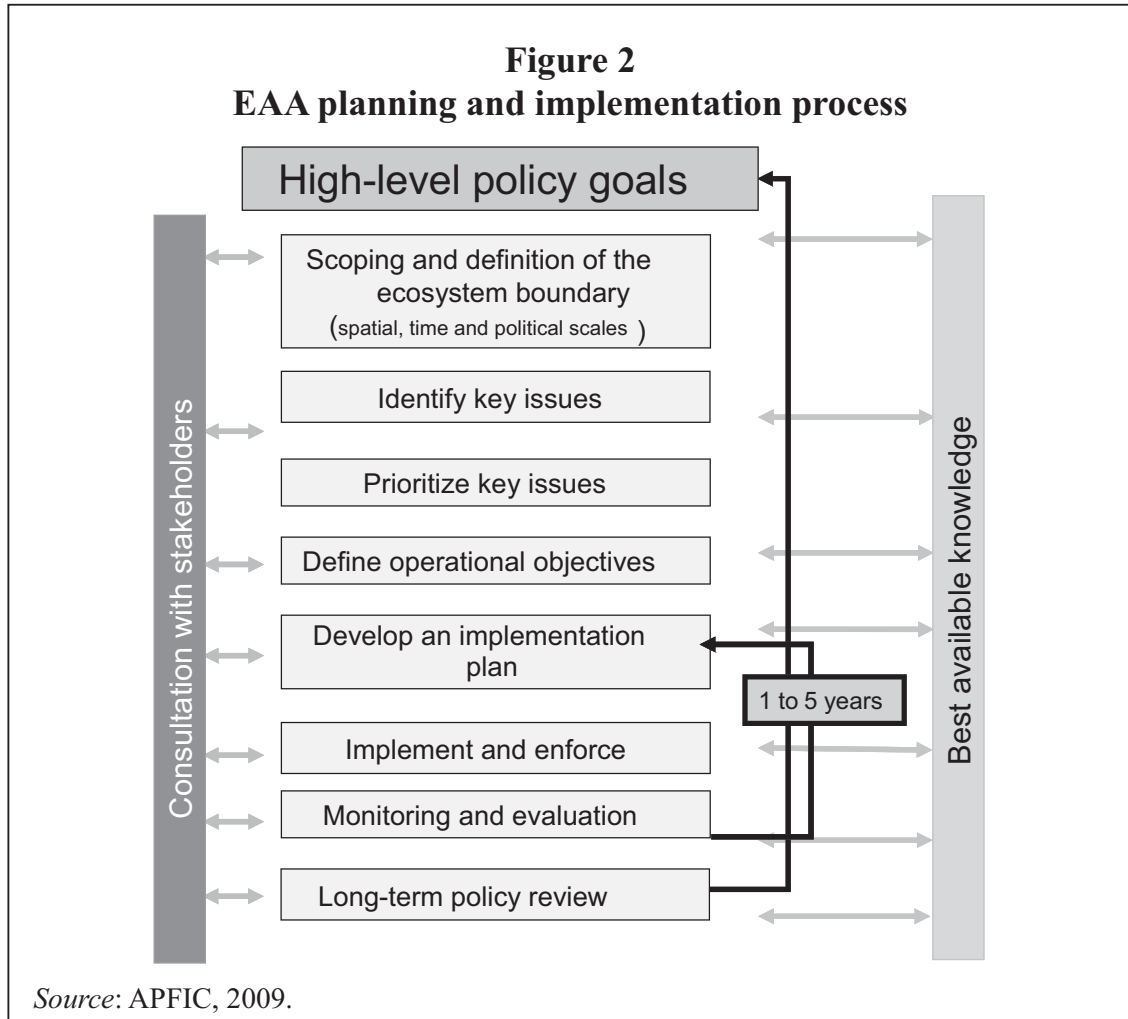 Figure 2
EAA planning and implementation process
High-level policy goals
Scoping and definition of the
ecosystem boundary
(spatial, time and political scales )
Identify key issues
Prioritize key issues
Define operational objectives
Develop an implementation
plan
1 to 5 years
Implement and enforce
Monitoring and evaluation
Long-term policy review
Consultation with stakeholders
Best available knowledge
Source: APFIC, 2009.